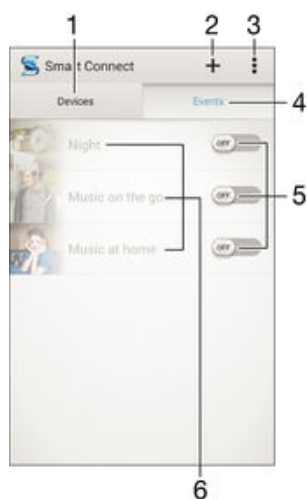 1 2 3
Smart Connect
Devices Events 4
Night OFF
Music on the go OFF 5
Music at home OFF
6